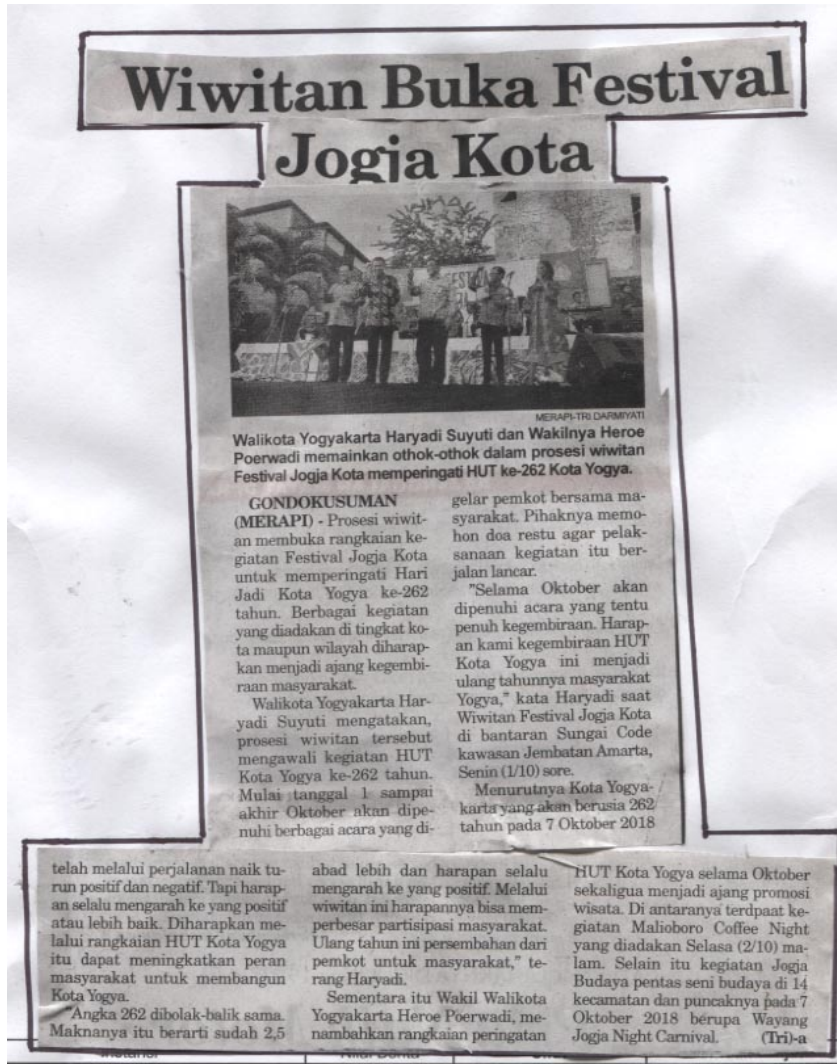 Wiwitan Buka Festival
Jogja Kota
MERAPI-TRI DARMIYATI
Walikota Yogyakarta Haryadi Suyuti dan Wakilnya Heroe
Poerwadi memainkan othok-othok dalam prosesi wiwitan
Festival Jogja Kota memperingati HUT ke-262 Kota Yogya.
GONDOKUSUMAN
(MERAPI) - Prosesi wiwit-
an membuka rangkaian ke-
giatan Festival Jogja Kota
untuk memperingati Hari
Jadi Kota Yogya ke-262
tahun. Berbagai kegiatan
yang diadakan di tingkat ko-
ta maupun wilayah diharap-
kan menjadi ajang kegembi-
raan masyarakat.
Walikota Yogyakarta Har-
yadi Suyuti mengatakan,
prosesi wiwitan tersebut
mengawali kegiatan HUT
Kota Yogya ke-262 tahun.
Mulai tanggal 1 sampai
akhir Oktober akan dipe-
nuhi berbagai acara yang di-
gelar pemkot bersama ma-
syarakat. Pihaknya memo-
hon doa restu agar pelak-
sanaan kegiatan itu ber-
jalan lancar.
"Selama Oktober akan
dipenuhi acara yang tentu
penuh kegembiraan. Harap-
an kami kegembiraan HUT
Kota Yogya ini menjadi
ulang tahunnya masyarakat
Yogya," kata Haryadi saat
Wiwitan Festival Jogja Kota
di bantaran Sungai Code
kawasan Jembatan Amarta,
Senin (1/10) sore.
Menurutnya Kota Yogya-
karta yang akan berusia 262
tahun pada 7 Oktober 2018
telah melalui perjalanan naik tu-
run positif dan negatif. Tapi harap-
an selalu mengarah ke yang positif
atau lebih baik. Diharapkan me-
lalui rangkaian HUT Kota Yogya
itu dapat meningkatkan peran
masyarakat untuk membangun
Kota Yogya.
"Angka 262 dibolak-balik sama.
Maknanya itu berarti sudah 2,5
abad lebih dan harapan selalu
mengarah ke yang positif. Melalui
wiwitan ini harapannya bisa mem-
perbesar partisipasi masyarakat.
Ulang tahun ini persembahan dari
pemkot untuk masyarakat," te-
rang Haryadi.
Sementara itu Wakil Walikota
Yogyakarta Heroe Poerwadi, me-
nambahkan rangkaian peringatan
HUT Kota Yogya selama Oktober
sekaligua menjadi ajang promosi
wisata. Di antaranya terdpaat ke-
giatan Malioboro Coffee Night
yang diadakan Selasa (2/10) ma-
lam. Selain itu kegiatan Jogja
Budaya pentas seni budaya di 14
kecamatan dan puncaknya pada 7
Oktober 2018 berupa Wayang
Jogja Night Carnival. (Tri)-a